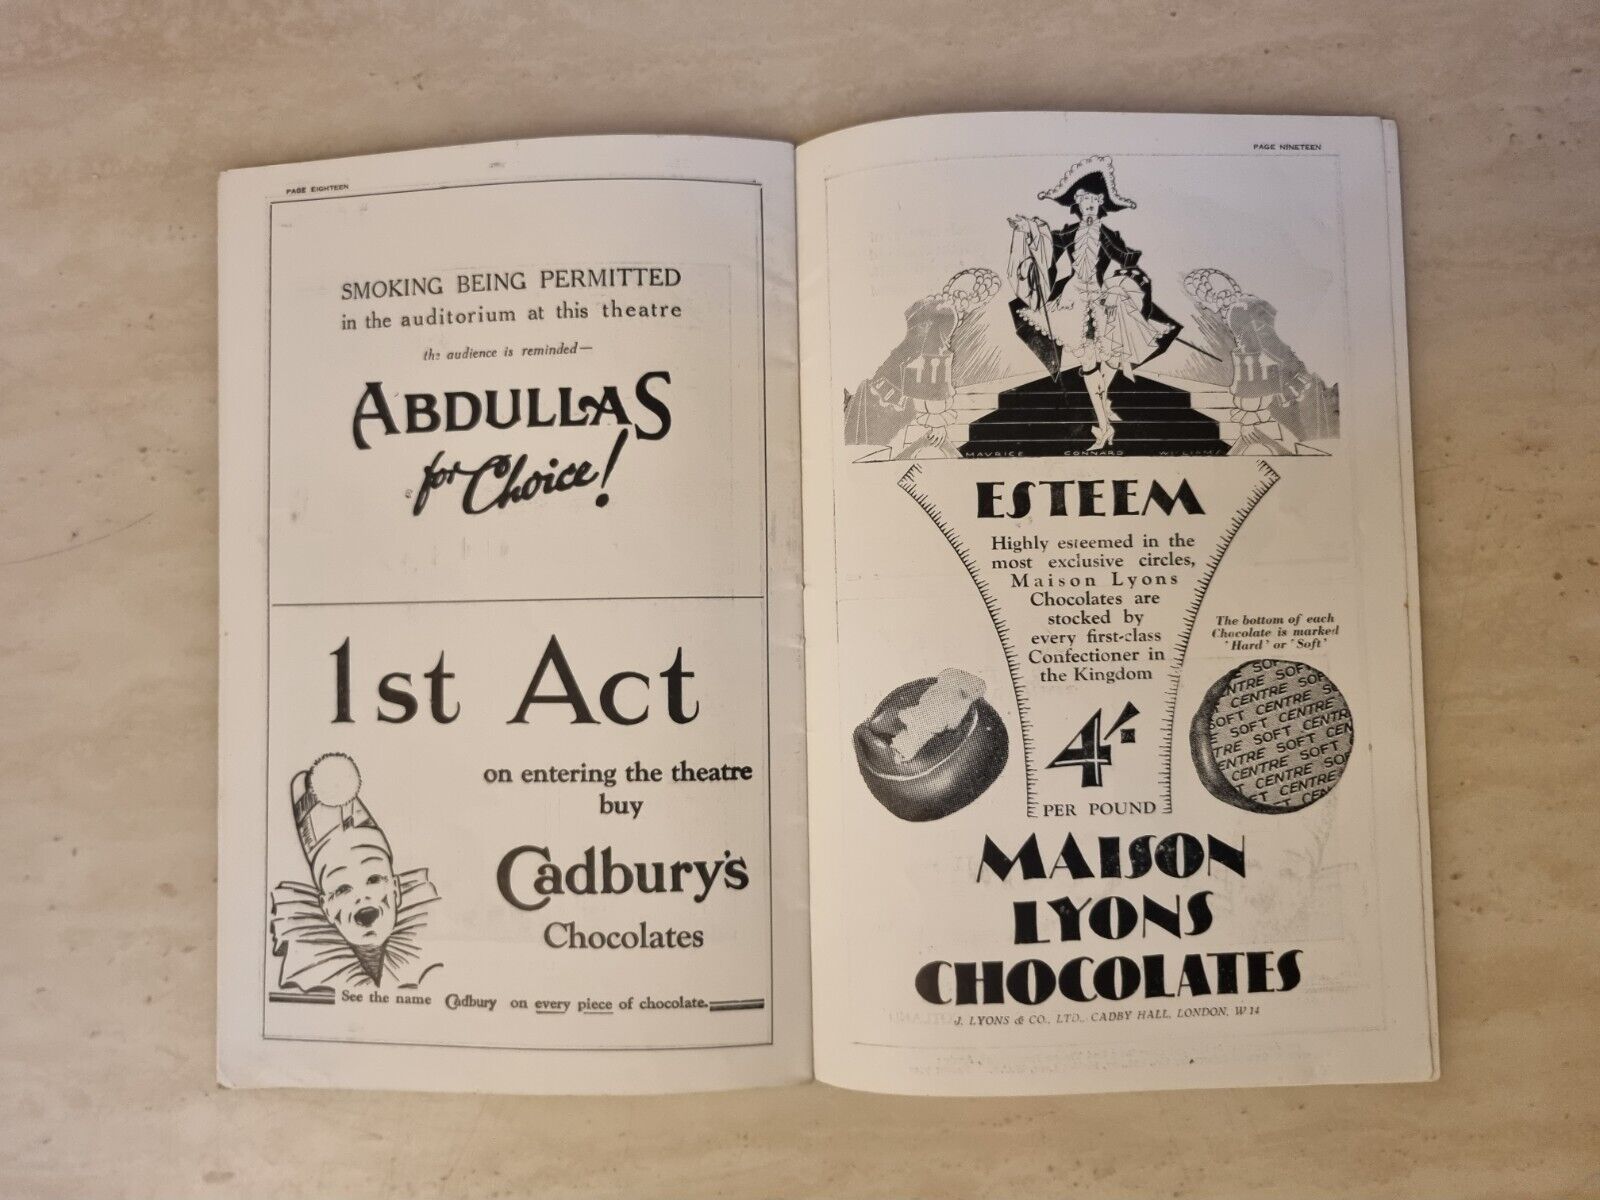 PAGE EIGHTEEN
SMOKING BEING PERMITTED
in the auditorium at this theatre
the audience is reminded—
ABDULLAS
for Choice!
1st Act
on entering the theatre
buy
Cadbury's
Chocolates
See the name Cadbury on every piece of chocolate.
PAGE NINETEEN
MAURICE CONNARD WILLIAMS
ESTEEM
Highly esteemed in the
most exclusive circles,
Maison Lyons
Chocolates are
stocked by
every first-class
Confectioner in
the Kingdom
The bottom of each
Chocolate is marked
'Hard' or 'Soft'
4/-
PER POUND
SOFT CENTRE SOFT CENTRE
MAISON
LYONS
CHOCOLATES
J. LYONS & CO., LTD., CADBY HALL, LONDON, W 14